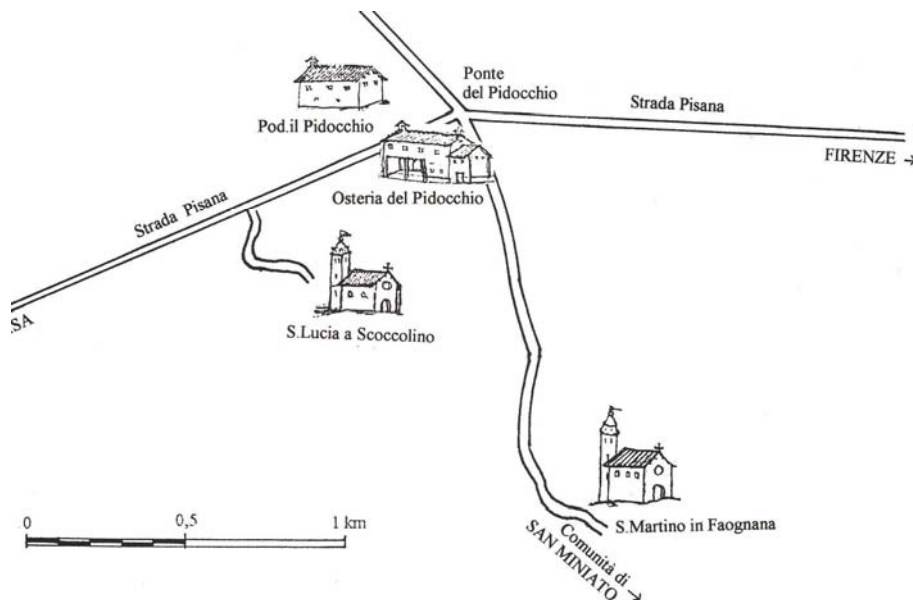 Ponte
del Pidocchio
Strada Pisana
Pod.il Pidocchio
FIRENZE →
Osteria del Pidocchio
Strada Pisana
SA
S.Lucia a Scoccolino
0 0,5 1 km
S.Martino in Faognana
Comunità di
SAN MINIATO →